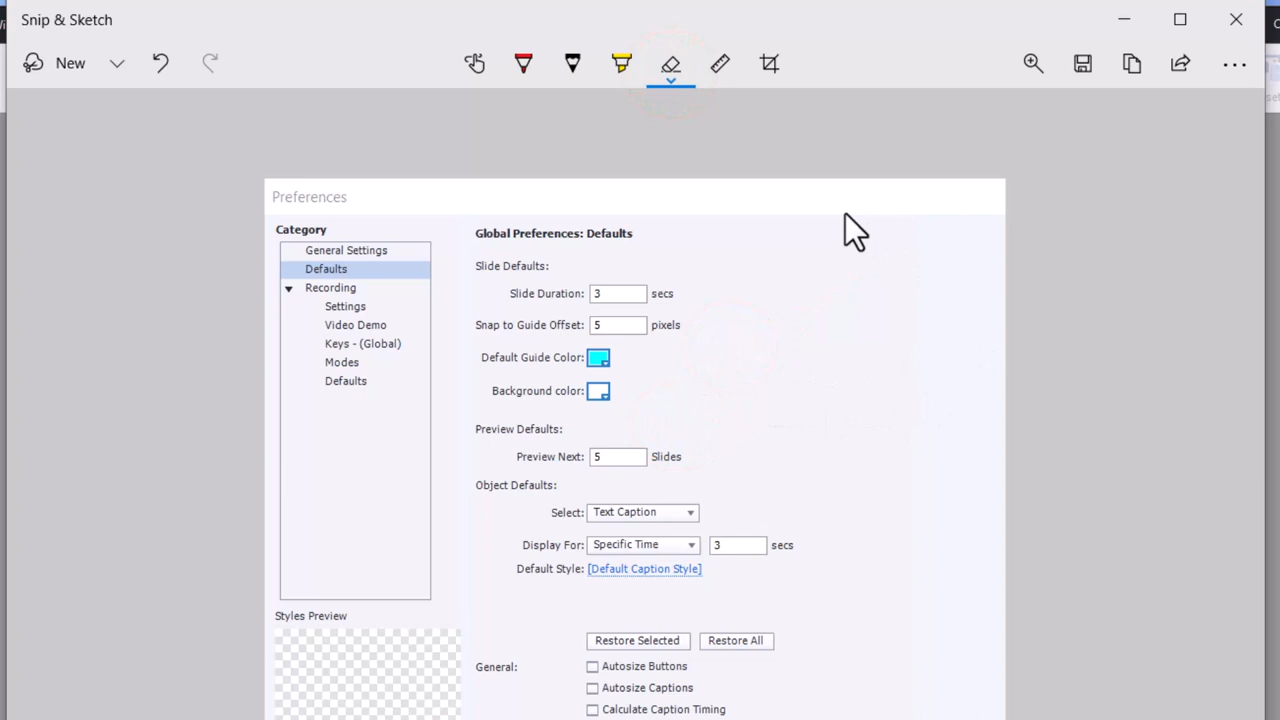 Snip & Sketch
New
Preferences
Category
General Settings
Defaults
Recording
Settings
Video Demo
Keys - (Global)
Modes
Defaults
Styles Preview
Global Preferences: Defaults
Slide Defaults:
Slide Duration: 3 secs
Snap to Guide Offset: 5 pixels
Default Guide Color:
Background color:
Preview Defaults:
Preview Next: 5 Slides
Object Defaults:
Select: Text Caption
Display For: Specific Time 3 secs
Default Style: [Default Caption Style]
Restore Selected Restore All
General: Autosize Buttons
Autosize Captions
Calculate Caption Timing